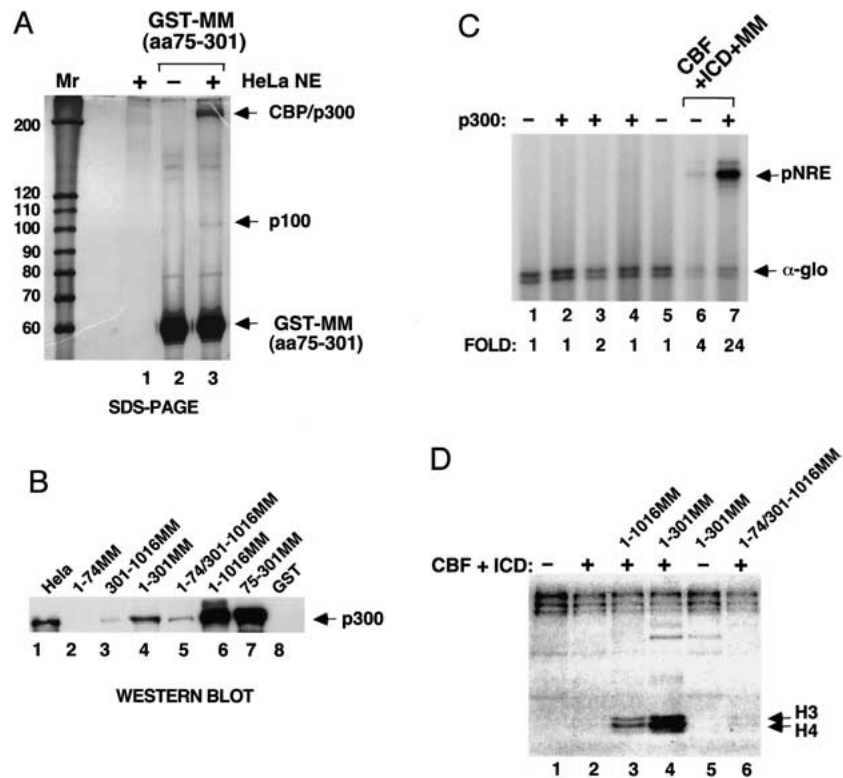 A
GST-MM
(aa75-301)
Mr + − + HeLa NE
200
120
110
100
90
80
70
60
CBP/p300
p100
GST-MM
(aa75-301)
1 2 3
SDS-PAGE
B
Hela
1-74MM
301-1016MM
1-301MM
1-74/301-1016MM
1-1016MM
75-301MM
GST
p300
1 2 3 4 5 6 7 8
WESTERN BLOT
C
CBF
+ICD+MM
p300: − + + + − − +
pNRE
α-glo
1 2 3 4 5 6 7
FOLD: 1 1 2 1 1 4 24
D
1-1016MM
1-301MM
1-301MM
1-74/301-1016MM
CBF + ICD: − + + + − +
H3
H4
1 2 3 4 5 6